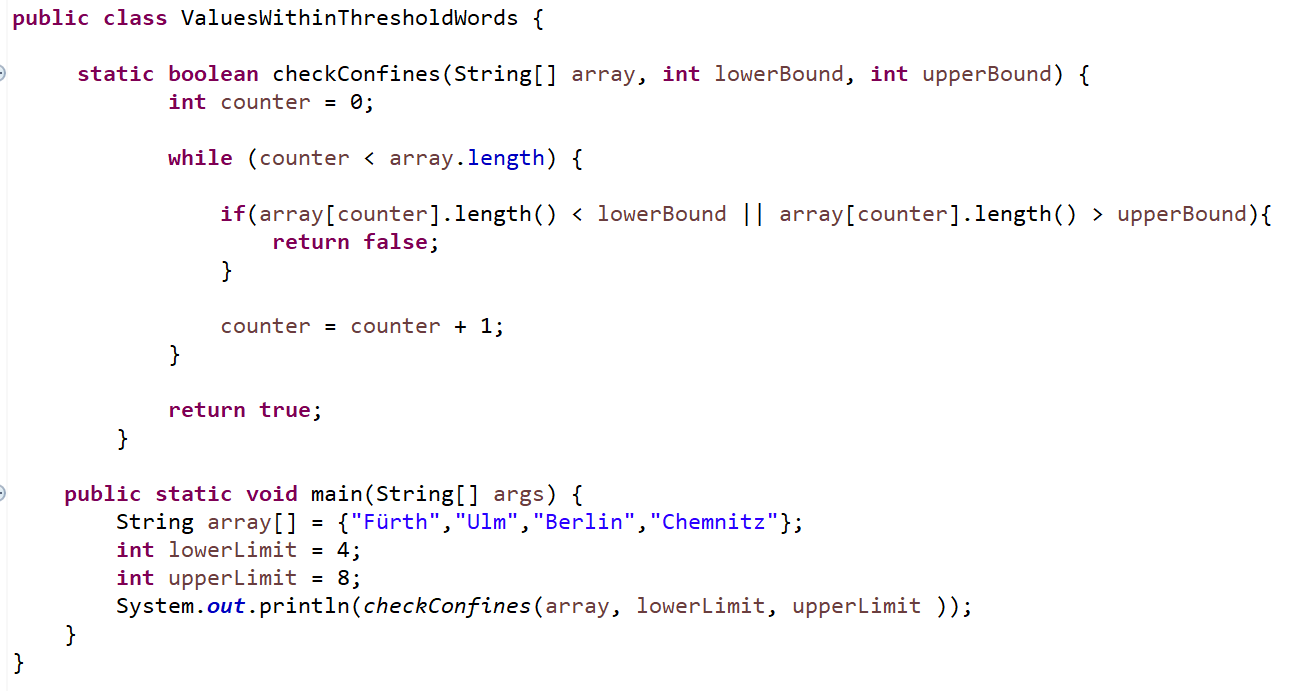 public class ValuesWithinThresholdWords {
static boolean checkConfines(String[] array, int lowerBound, int upperBound) {
int counter = 0;
while (counter < array.length) {
if(array[counter].length() < lowerBound || array[counter].length() > upperBound){
return false;
}
counter = counter + 1;
}
return true;
}
public static void main(String[] args) {
String array[] = {"Fürth","Ulm","Berlin","Chemnitz"};
int lowerLimit = 4;
int upperLimit = 8;
System.out.println(checkConfines(array, lowerLimit, upperLimit ));
}
}